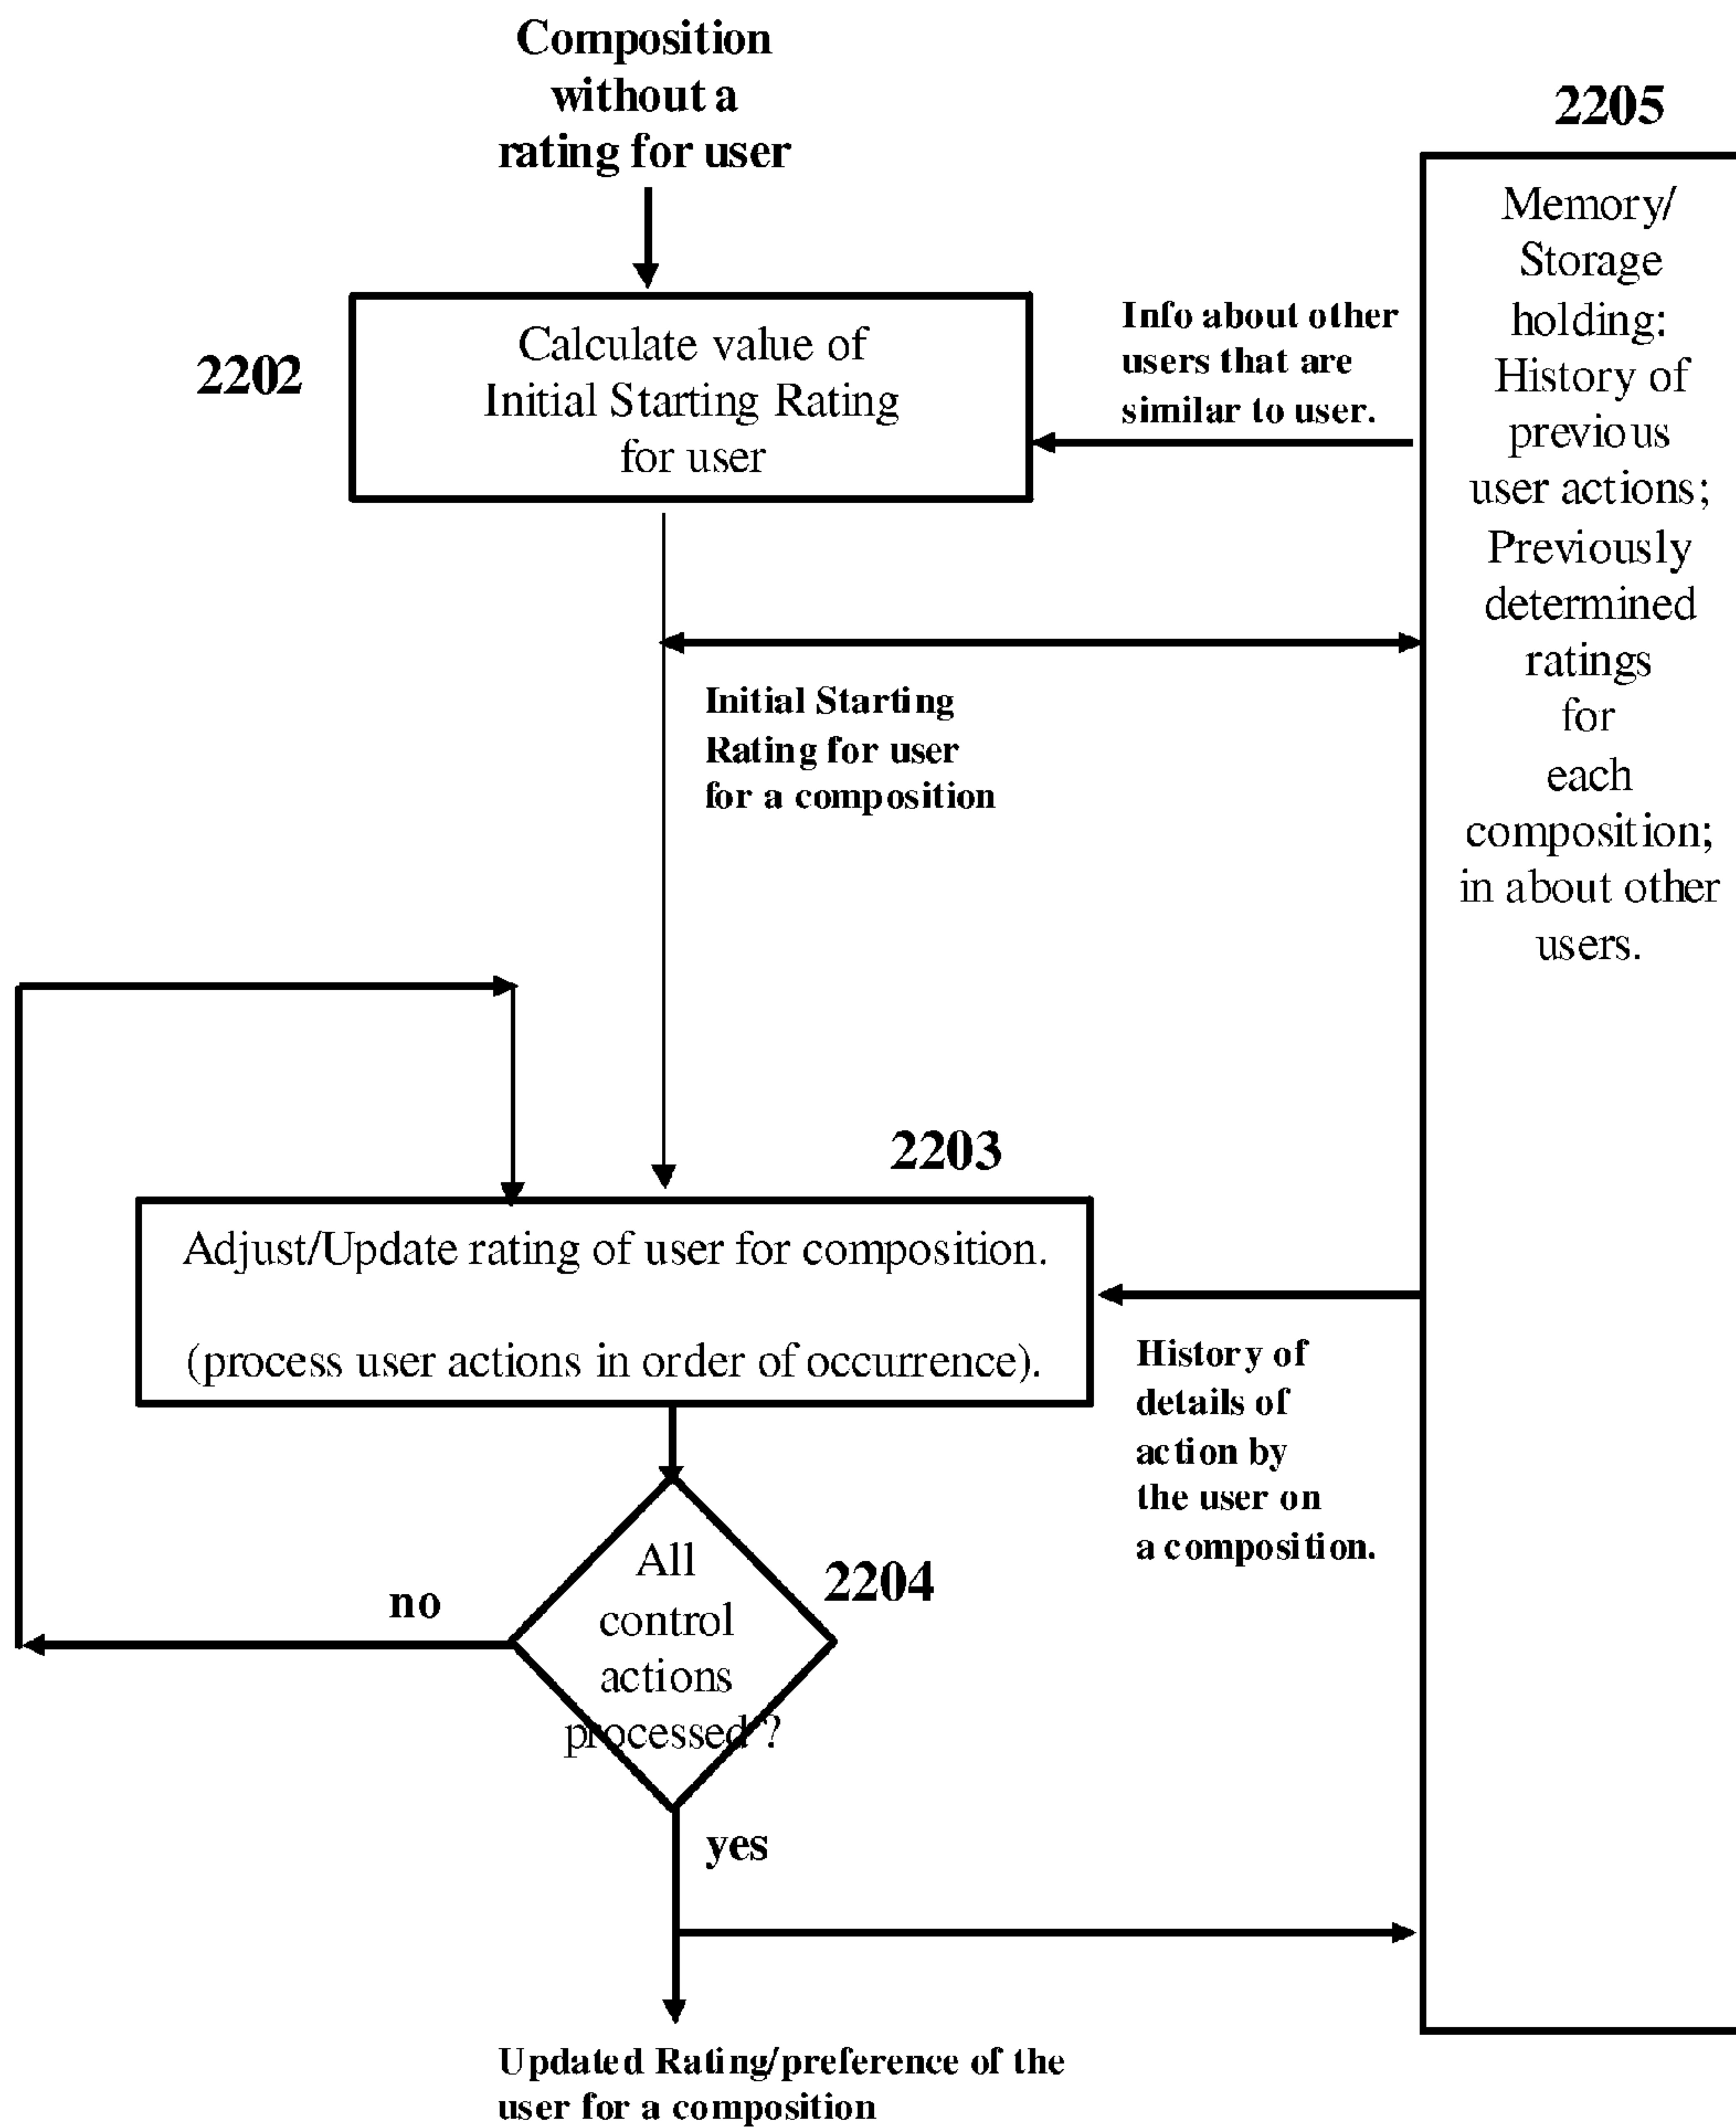 Composition
without a
rating for user
2205
2202
Calculate value of
Initial Starting Rating
for user
Info about other
users that are
similar to user.
Memory/
Storage
holding:
History of
previous
user actions;
Previously
determined
ratings
for
each
composition;
in about other
users.
Initial Starting
Rating for user
for a composition
2203
Adjust/Update rating of user for composition.
(process user actions in order of occurrence).
History of
details of
action by
the user on
a composition.
All
control
actions
processed ?
2204
no
yes
Updated Rating/preference of the
user for a composition